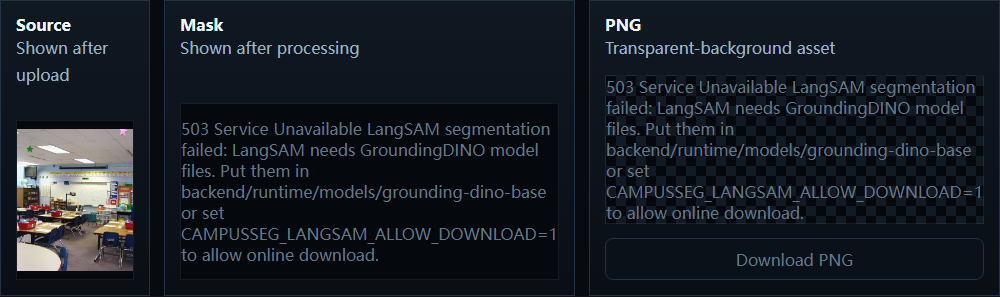 Source
Shown after
upload
Mask
Shown after processing
503 Service Unavailable LangSAM segmentation
failed: LangSAM needs GroundingDINO model
files. Put them in
backend/runtime/models/grounding-dino-base
or set
CAMPUSSEG_LANGSAM_ALLOW_DOWNLOAD=1
to allow online download.
PNG
Transparent-background asset
503 Service Unavailable LangSAM segmentation
failed: LangSAM needs GroundingDINO model
files. Put them in
backend/runtime/models/grounding-dino-base
or set
CAMPUSSEG_LANGSAM_ALLOW_DOWNLOAD=1
to allow online download.
Download PNG